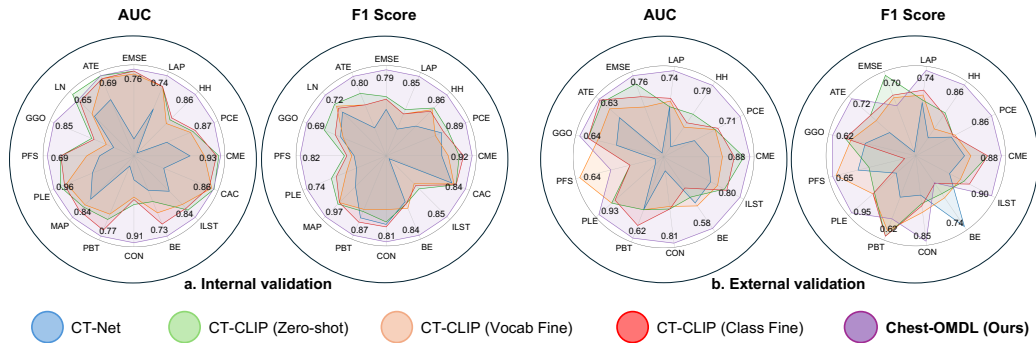 AUC
EMSE
0.76
LAP
0.74
HH
0.86
PCE
0.87
CME
0.93
CAC
0.86
ILST
0.84
BE
0.73
CON
0.91
PBT
0.77
MAP
0.84
PLE
0.96
PFS
0.69
GGO
0.85
LN
0.65
ATE
0.69
F1 Score
EMSE
0.79
LAP
0.85
HH
0.86
PCE
0.89
CME
0.92
CAC
0.84
ILST
0.85
BE
0.84
CON
0.81
PBT
0.87
MAP
0.97
PLE
0.74
PFS
0.82
GGO
0.69
LN
0.72
ATE
0.80
a. Internal validation
AUC
LAP
0.74
HH
0.79
PCE
0.71
CME
0.88
ILST
0.80
BE
0.58
CON
0.81
PBT
0.62
PLE
0.93
PFS
0.64
GGO
0.64
ATE
0.63
EMSE
0.76
F1 Score
LAP
0.74
HH
0.86
PCE
0.86
CME
0.88
ILST
0.90
BE
0.74
CON
0.85
PBT
0.62
PLE
0.95
PFS
0.65
GGO
0.62
ATE
0.72
EMSE
0.70
b. External validation
CT-Net
CT-CLIP (Zero-shot)
CT-CLIP (Vocab Fine)
CT-CLIP (Class Fine)
Chest-OMDL (Ours)